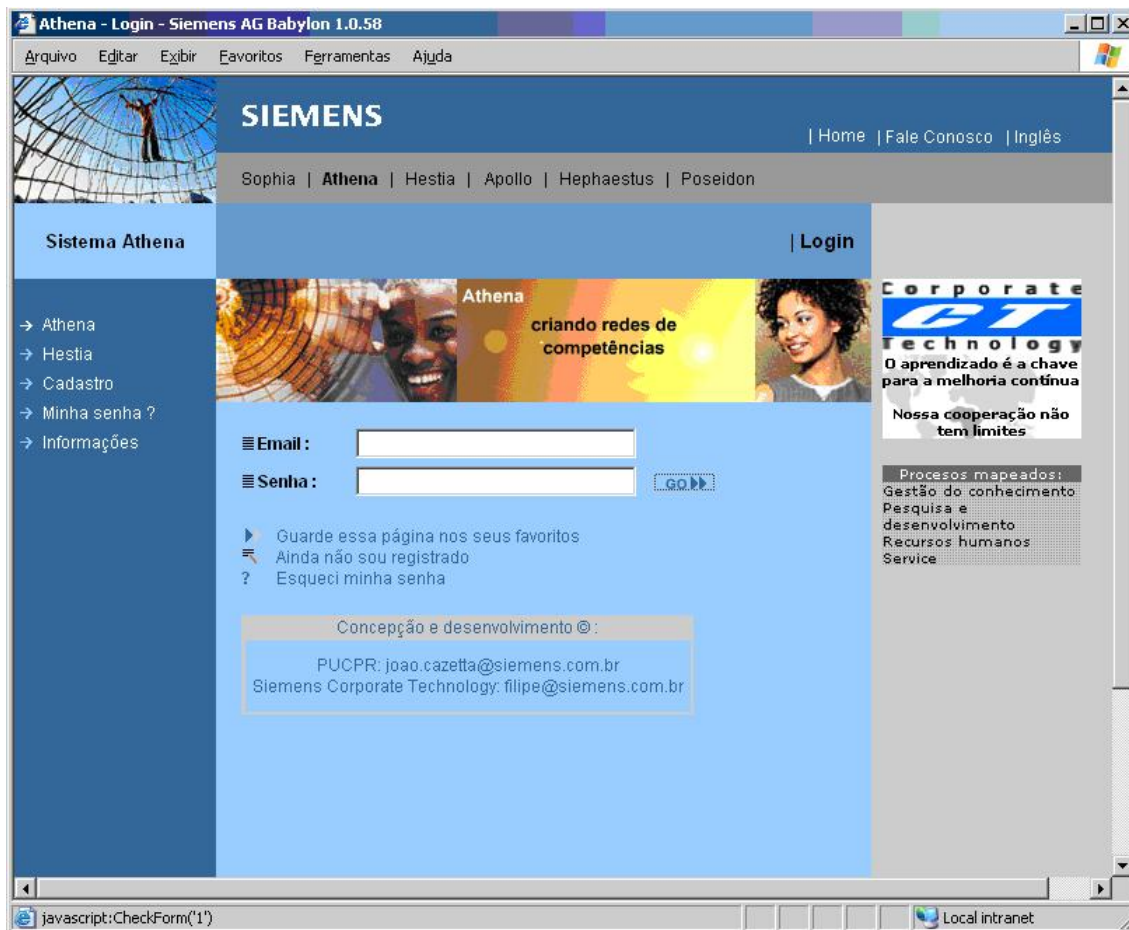 Athena - Login - Siemens AG Babylon 1.0.58
Arquivo Editar Exibir Favoritos Ferramentas Ajuda
SIEMENS
| Home | Fale Conosco | Inglês
Sophia | Athena | Hestia | Apollo | Hephaestus | Poseidon
Sistema Athena
| Login
Athena
Hestia
Cadastro
Minha senha ?
Informações
Athena
criando redes de
competências
Email :
Senha :
GO
Guarde essa página nos seus favoritos
Ainda não sou registrado
? Esqueci minha senha
Concepção e desenvolvimento © :
PUCPR: joao.cazetta@siemens.com.br
Siemens Corporate Technology: filipe@siemens.com.br
Corporate
CT
Technology
O aprendizado é a chave
para a melhoria contínua
Nossa cooperação não
tem limites
Procesos mapeados:
Gestão do conhecimento
Pesquisa e
desenvolvimento
Recursos humanos
Service
javascript:CheckForm('1')
Local intranet